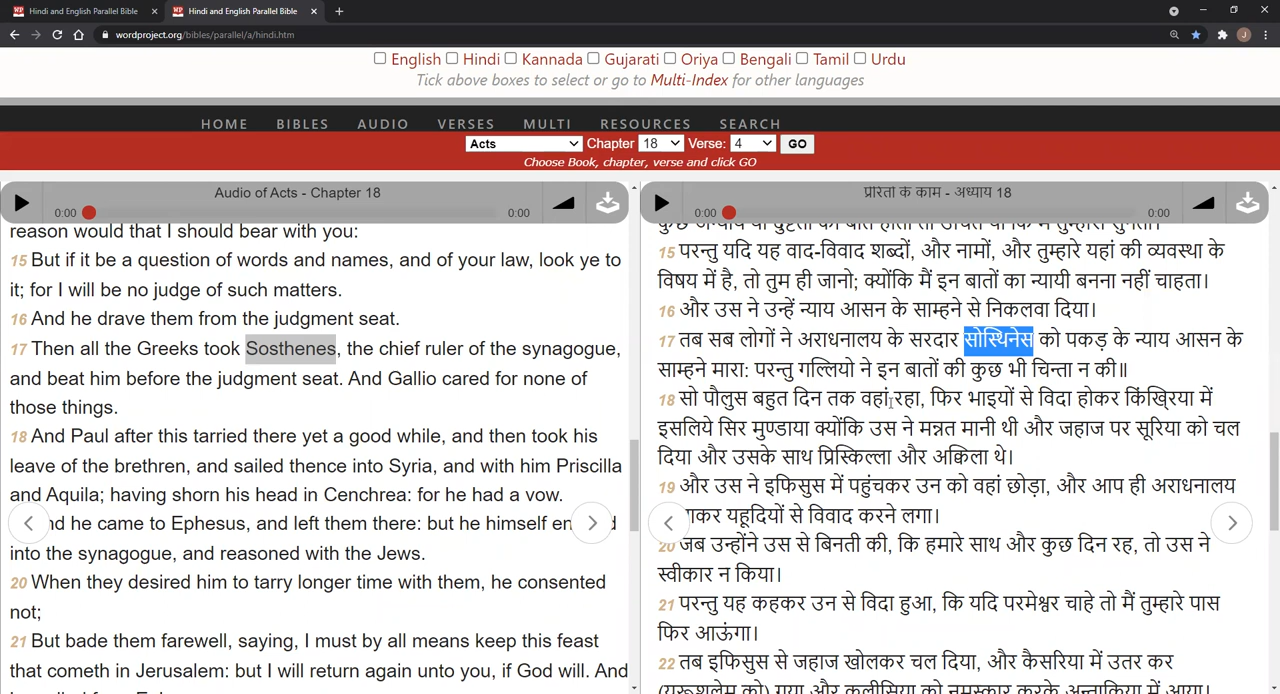 Hindi and English Parallel Bible
Hindi and English Parallel Bible
wordproject.org/bibles/parallel/a/hindi.htm
English Hindi Kannada Gujarati Oriya Bengali Tamil Urdu
Tick above boxes to select or go to Multi-Index for other languages
HOME BIBLES AUDIO VERSES MULTI RESOURCES SEARCH
Acts Chapter 18 Verse: 4 GO
Choose Book, chapter, verse and click GO
Audio of Acts - Chapter 18
0:00 0:00
reason would that I should bear with you:
15 But if it be a question of words and names, and of your law, look ye to
it; for I will be no judge of such matters.
16 And he drave them from the judgment seat.
17 Then all the Greeks took Sosthenes, the chief ruler of the synagogue,
and beat him before the judgment seat. And Gallio cared for none of
those things.
18 And Paul after this tarried there yet a good while, and then took his
leave of the brethren, and sailed thence into Syria, and with him Priscilla
and Aquila; having shorn his head in Cenchrea: for he had a vow.
he came to Ephesus, and left them there: but he himself
into the synagogue, and reasoned with the Jews.
20 When they desired him to tarry longer time with them, he consented
not;
21 But bade them farewell, saying, I must by all means keep this feast
that cometh in Jerusalem: but I will return again unto you, if God will. And
प्रेरितों के काम - अध्याय 18
0:00 0:00
15 परन्तु यदि यह वाद-विवाद शब्दों, और नामों, और तुम्हारे यहां की व्यवस्था के
विषय में है, तो तुम ही जानो; क्योंकि मैं इन बातों का न्यायी बनना नहीं चाहता।
16 और उस ने उन्हें न्याय आसन के साम्हने से निकलवा दिया।
17 तब सब लोगों ने अराधनालय के सरदार सोस्थिनेस को पकड़ के न्याय आसन के
साम्हने मारा: परन्तु गल्लियो ने इन बातों की कुछ भी चिन्ता न की॥
18 सो पौलुस बहुत दिन तक वहां रहा, फिर भाइयों से विदा होकर किंख्रिया में
इसलिये सिर मुण्डाया क्योंकि उस ने मन्नत मानी थी और जहाज पर सूरिया को चल
दिया और उसके साथ प्रिस्किल्ला और अक्विला थे।
19 और उस ने इफिसुस में पहुंचकर उन को वहां छोड़ा, और आप ही अराधनालय
यहूदियों से विवाद करने लगा।
20 जब उन्होंने उस से बिनती की, कि हमारे साथ और कुछ दिन रह, तो उस ने
स्वीकार न किया।
21 परन्तु यह कहकर उन से विदा हुआ, कि यदि परमेश्वर चाहे तो मैं तुम्हारे पास
फिर आऊंगा।
22 तब इफिसुस से जहाज खोलकर चल दिया, और कैसरिया में उतर कर
(यरूशलेम को) गया और कलीसिया को नमस्कार करके अन्ताकिया में आया।